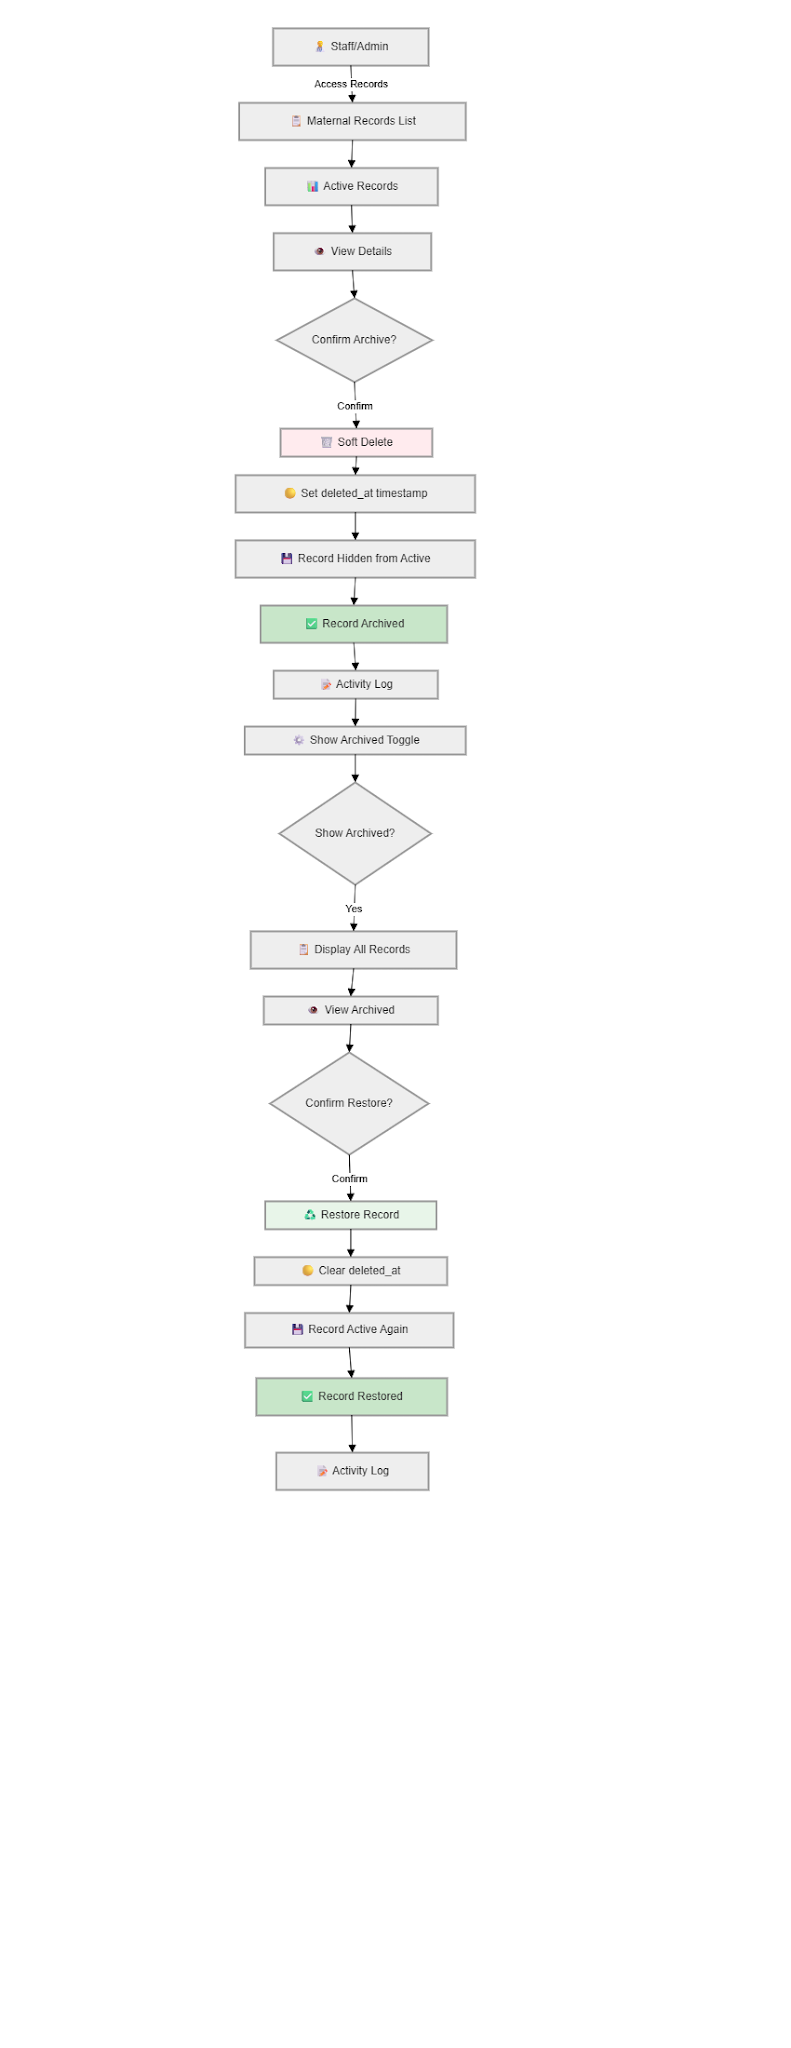 Staff/Admin
Access Records
Maternal Records List
Active Records
View Details
Confirm Archive?
Confirm
Soft Delete
Set deleted_at timestamp
Record Hidden from Active
Record Archived
Activity Log
Show Archived Toggle
Show Archived?
Yes
Display All Records
View Archived
Confirm Restore?
Confirm
Restore Record
Clear deleted_at
Record Active Again
Record Restored
Activity Log